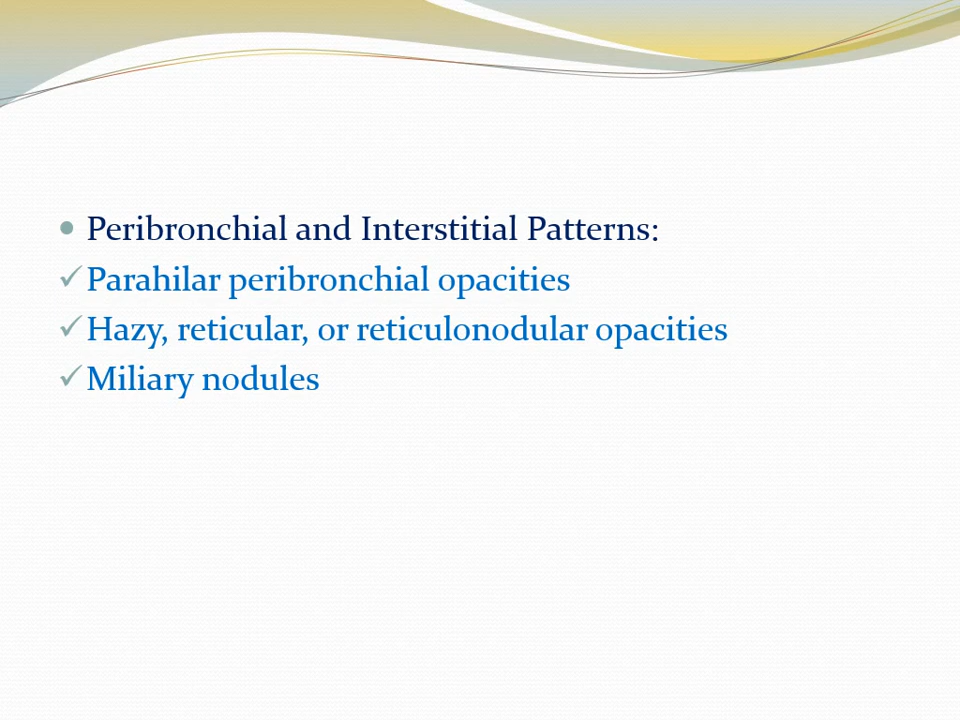 Peribronchial and Interstitial Patterns:
Parahilar peribronchial opacities
Hazy, reticular, or reticulonodular opacities
Miliary nodules